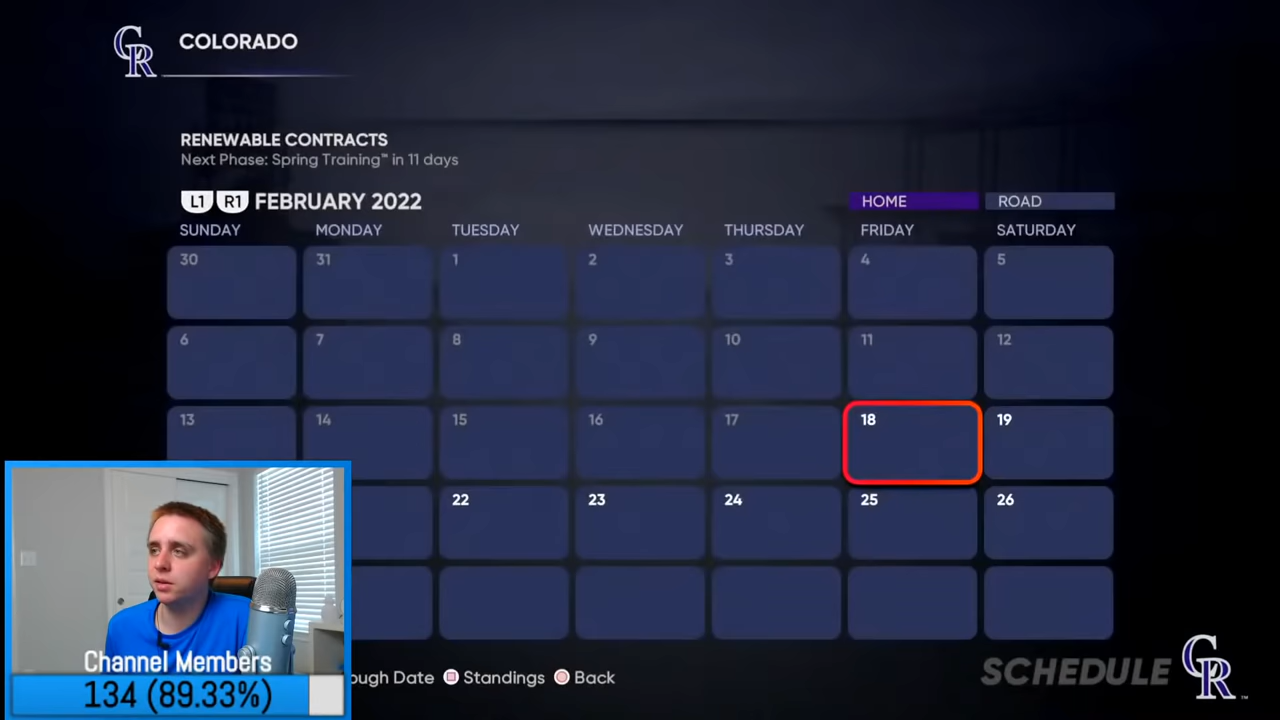 COLORADO
RENEWABLE CONTRACTS
Next Phase: Spring Training™ in 11 days
L1 R1 FEBRUARY 2022
HOME ROAD
SUNDAY MONDAY TUESDAY WEDNESDAY THURSDAY FRIDAY SATURDAY
30 31 1 2 3 4 5
6 7 8 9 10 11 12
13 14 15 16 17 18 19
22 23 24 25 26
Channel Members
134 (89.33%)
ough Date Standings Back
SCHEDULE CR